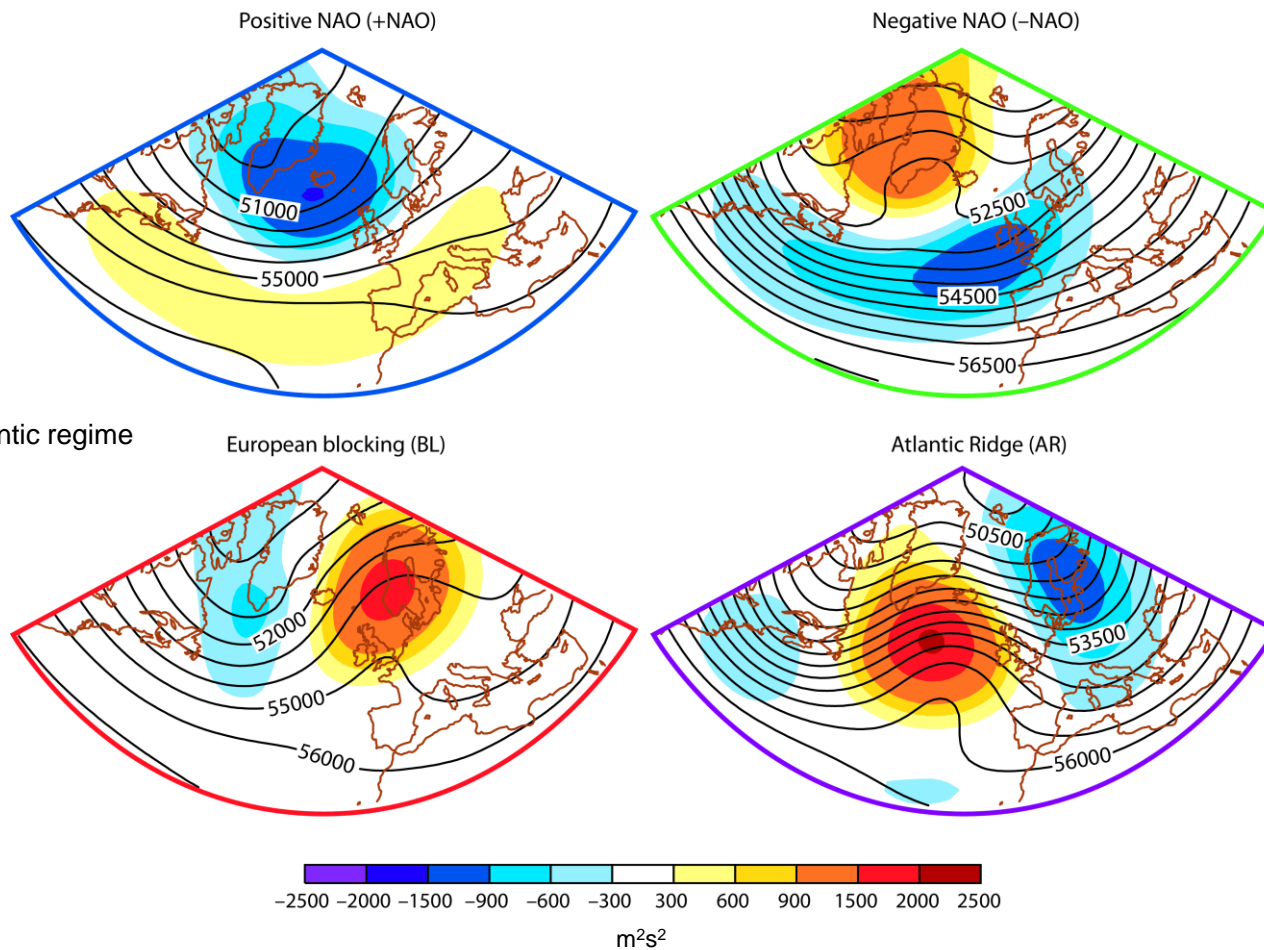 Positive NAO (+NAO)
Negative NAO (–NAO)
51000
55000
52500
54500
56500
ntic regime
European blocking (BL)
Atlantic Ridge (AR)
52000
55000
56000
50500
53500
56000
–2500 –2000 –1500 –900 –600 –300 300 600 900 1500 2000 2500
m²s²